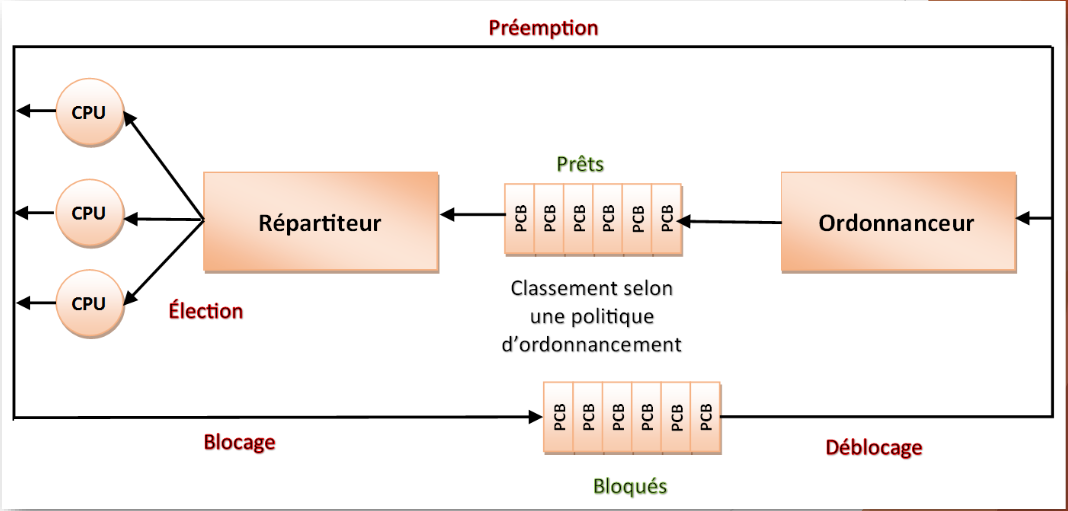 Préemption
CPU
CPU
CPU
Répartiteur
Élection
Prêts
PCB
PCB
PCB
PCB
PCB
PCB
Classement selon
une politique
d’ordonnancement
Ordonnanceur
Blocage
PCB
PCB
PCB
PCB
PCB
PCB
Bloqués
Déblocage